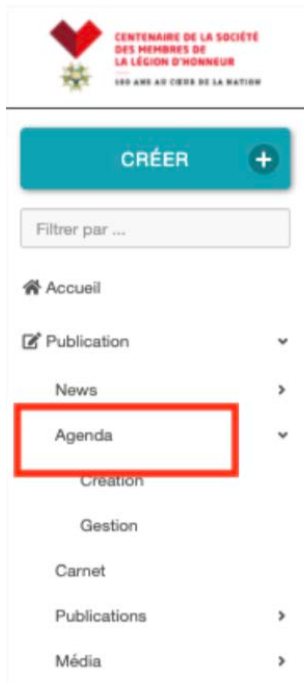 CENTENAIRE DE LA SOCIÉTÉ
DES MEMBRES DE
LA LÉGION D'HONNEUR
100 ANS AU CŒUR DE LA NATION
CRÉER
Filtrer par ...
Accueil
Publication
News
Agenda
Création
Gestion
Carnet
Publications
Média